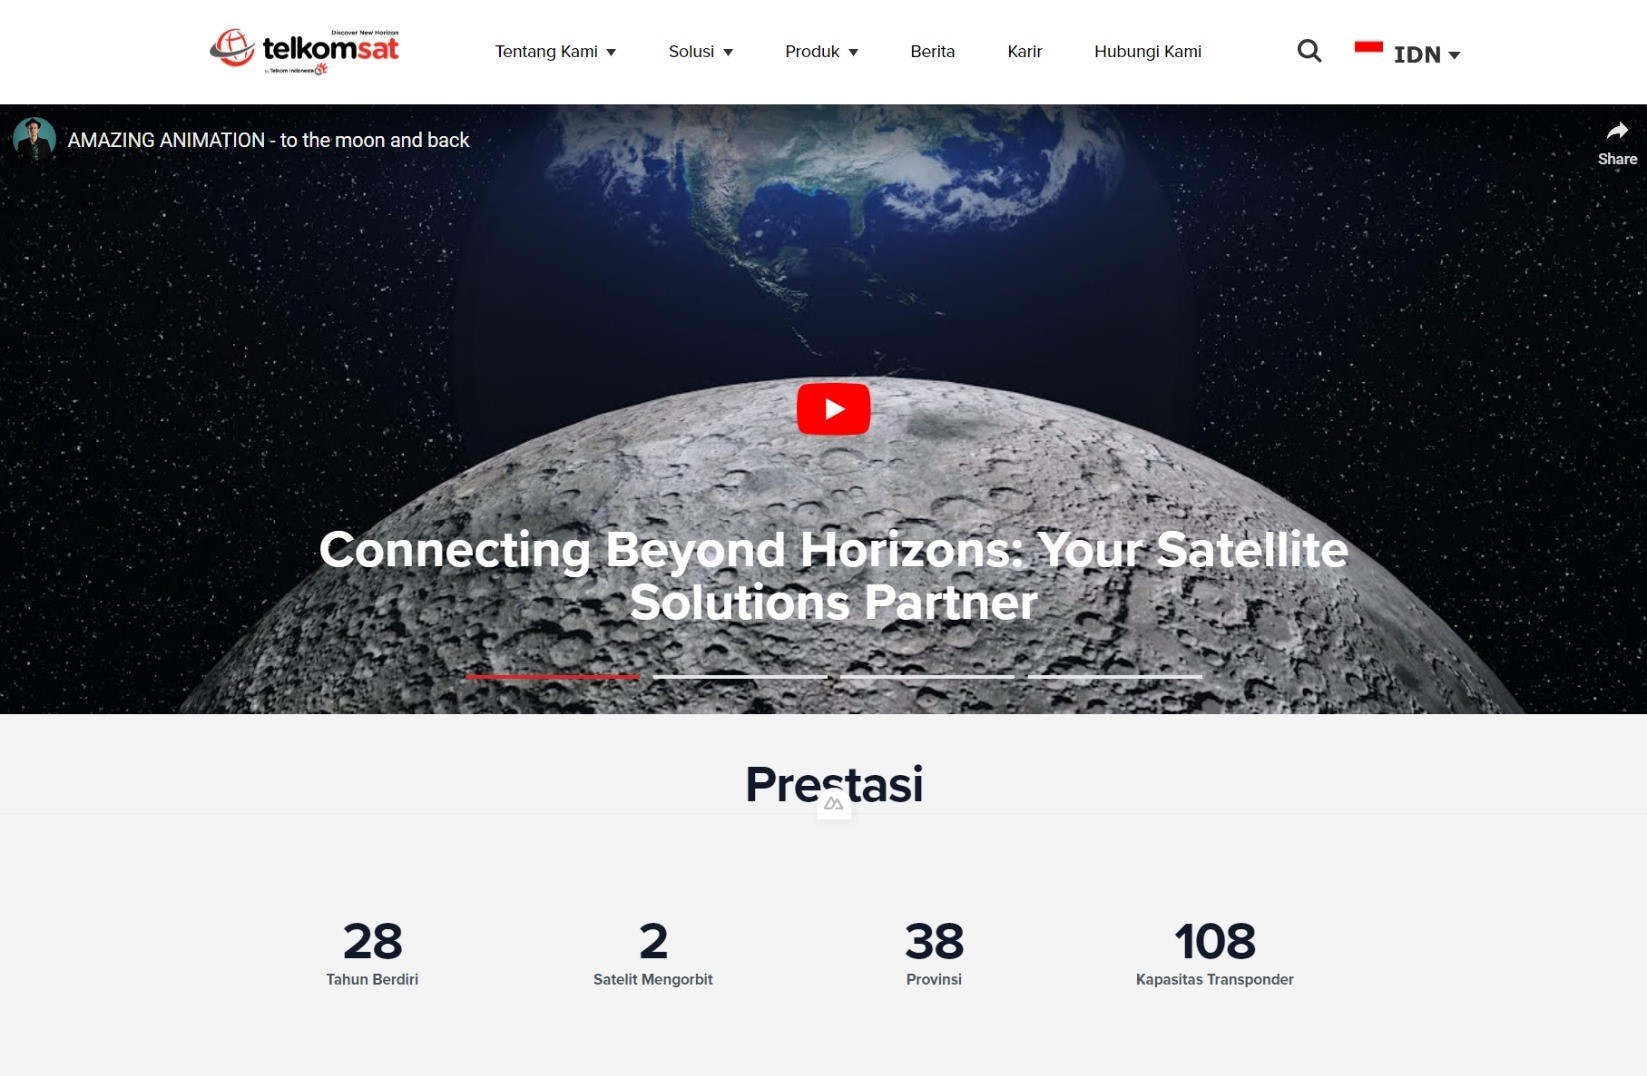 Discover New Horizon
telkomsat
by Telkom Indonesia
Tentang Kami
Solusi
Produk
Berita
Karir
Hubungi Kami
IDN
AMAZING ANIMATION - to the moon and back
Share
Connecting Beyond Horizons: Your Satellite
Solutions Partner
Prestasi
28
Tahun Berdiri
2
Satelit Mengorbit
38
Provinsi
108
Kapasitas Transponder